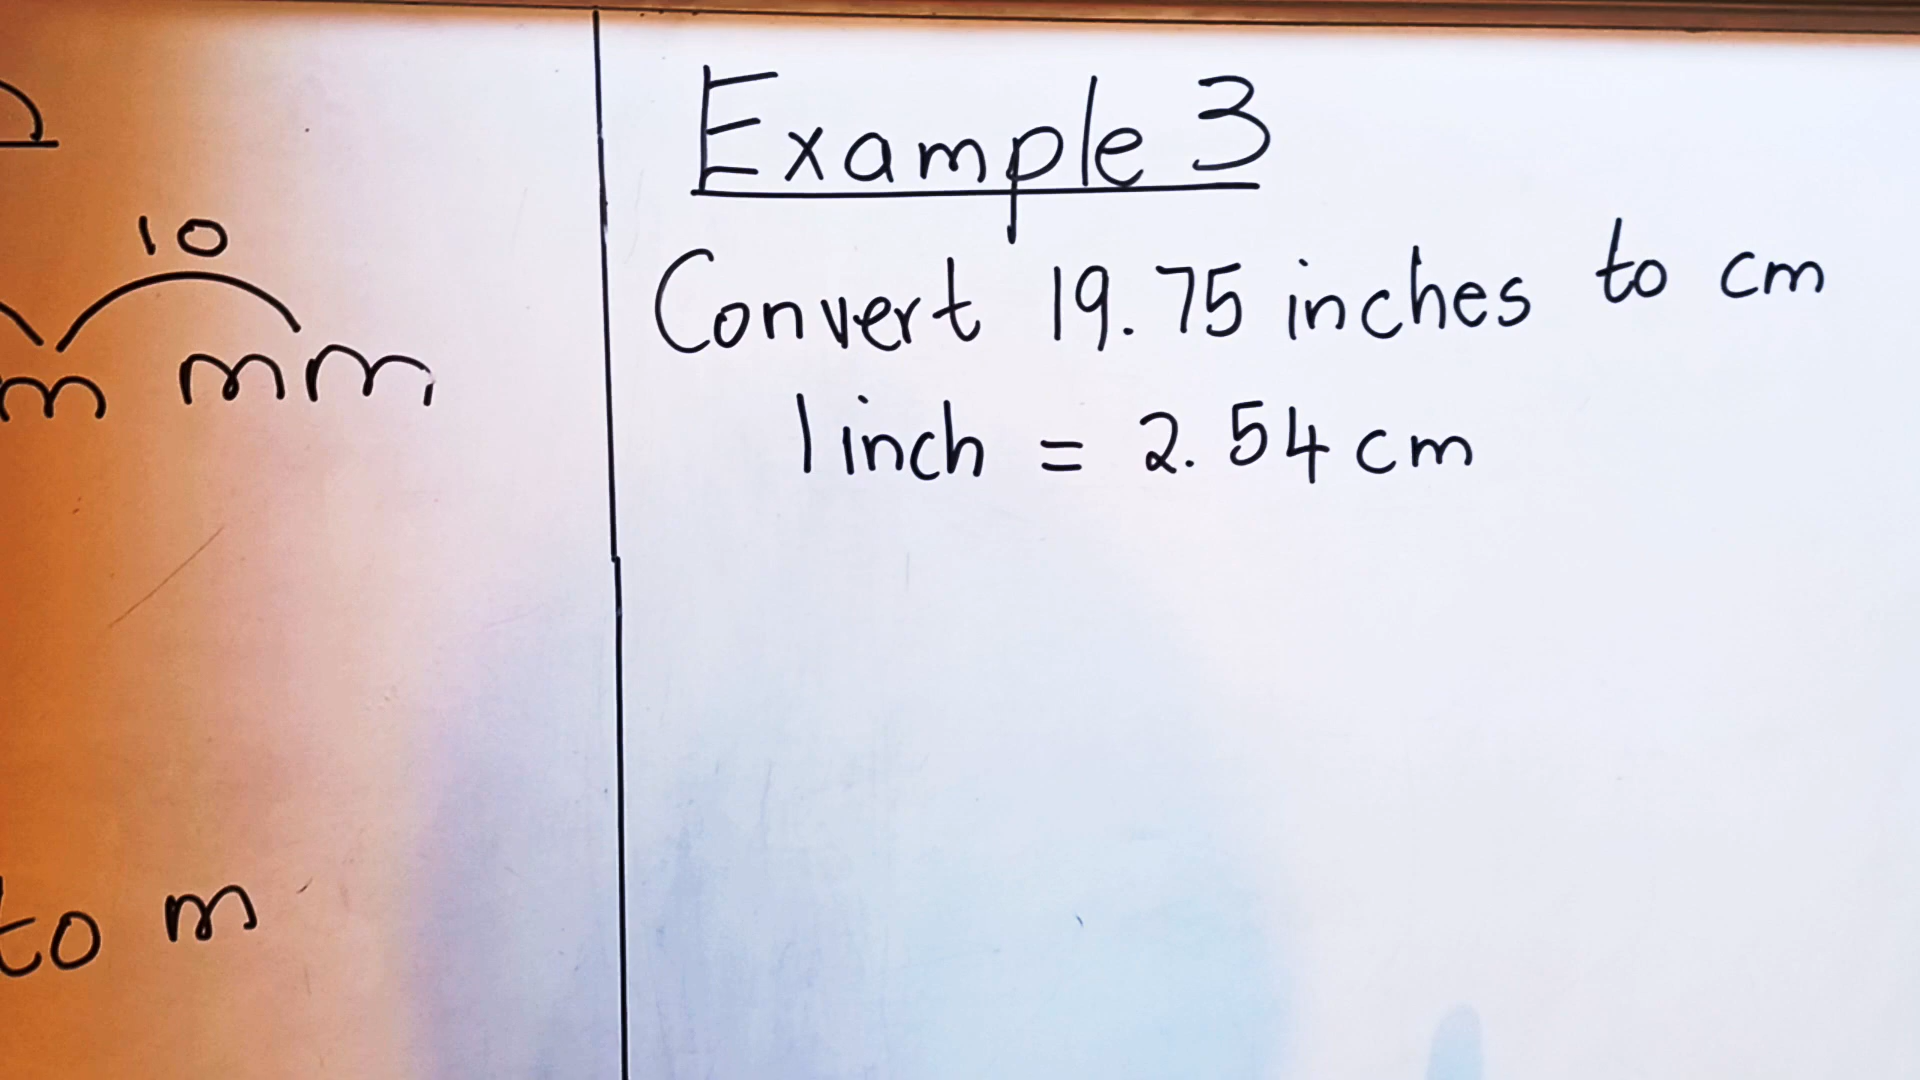 10
mm
to m
Example 3
Convert 19.75 inches to cm
1 inch = 2.54 cm